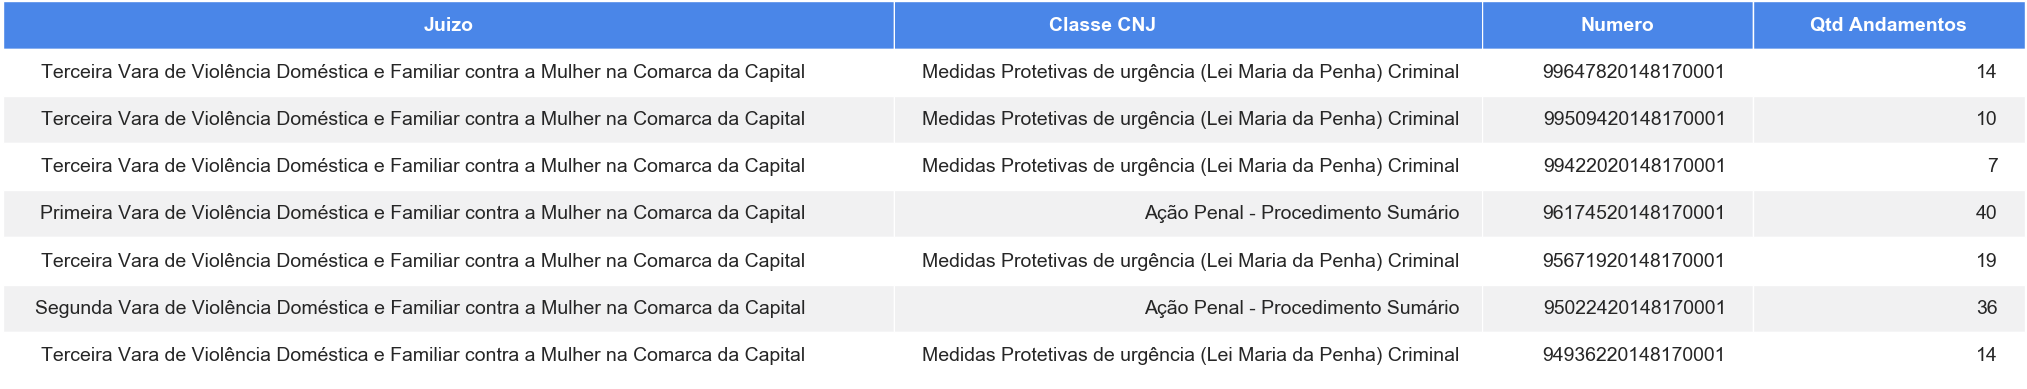 Juizo Classe CNJ Numero Qtd Andamentos
Terceira Vara de Violência Doméstica e Familiar contra a Mulher na Comarca da Capital Medidas Protetivas de urgência (Lei Maria da Penha) Criminal 99647820148170001 14
Terceira Vara de Violência Doméstica e Familiar contra a Mulher na Comarca da Capital Medidas Protetivas de urgência (Lei Maria da Penha) Criminal 99509420148170001 10
Terceira Vara de Violência Doméstica e Familiar contra a Mulher na Comarca da Capital Medidas Protetivas de urgência (Lei Maria da Penha) Criminal 99422020148170001 7
Primeira Vara de Violência Doméstica e Familiar contra a Mulher na Comarca da Capital Ação Penal - Procedimento Sumário 96174520148170001 40
Terceira Vara de Violência Doméstica e Familiar contra a Mulher na Comarca da Capital Medidas Protetivas de urgência (Lei Maria da Penha) Criminal 95671920148170001 19
Segunda Vara de Violência Doméstica e Familiar contra a Mulher na Comarca da Capital Ação Penal - Procedimento Sumário 95022420148170001 36
Terceira Vara de Violência Doméstica e Familiar contra a Mulher na Comarca da Capital Medidas Protetivas de urgência (Lei Maria da Penha) Criminal 94936220148170001 14